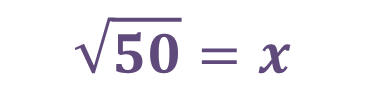 √50 = x